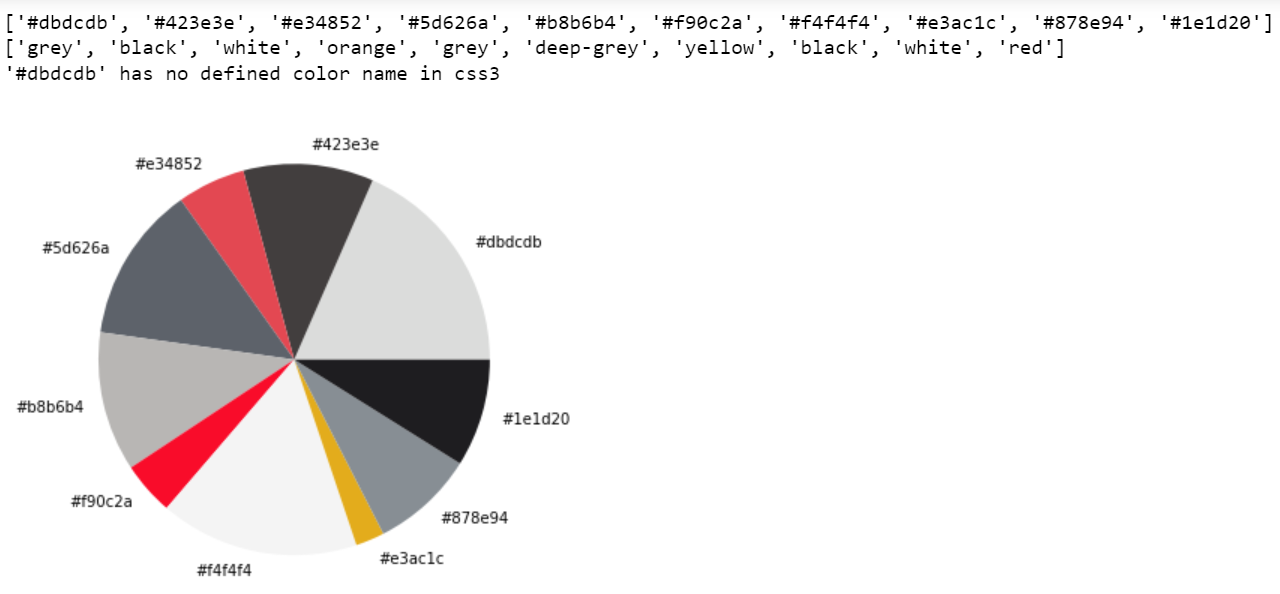 ['#dbdcdb', '#423e3e', '#e34852', '#5d626a', '#b8b6b4', '#f90c2a', '#f4f4f4', '#e3ac1c', '#878e94', '#1e1d20']
['grey', 'black', 'white', 'orange', 'grey', 'deep-grey', 'yellow', 'black', 'white', 'red']
'#dbdcdb' has no defined color name in css3
#423e3e
#e34852
#dbdcdb
#5d626a
#b8b6b4
#1e1d20
#f90c2a
#878e94
#e3ac1c
#f4f4f4